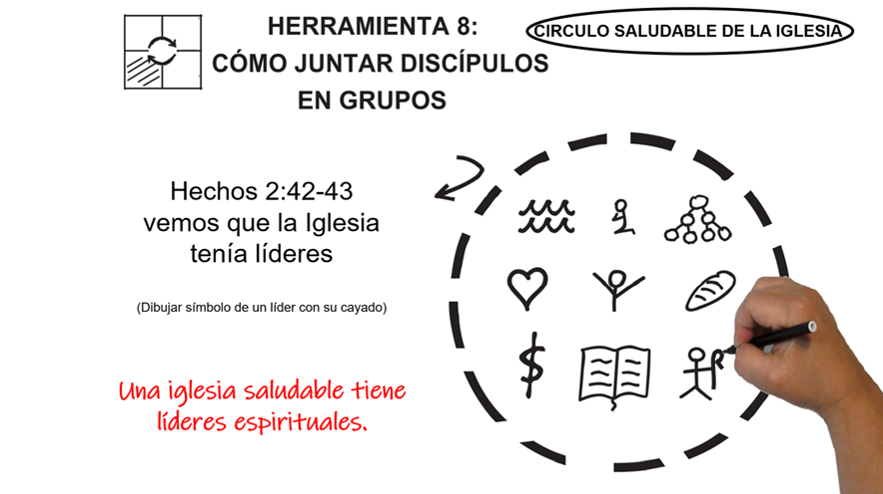 HERRAMIENTA 8:
CÓMO JUNTAR DISCÍPULOS
EN GRUPOS
CIRCULO SALUDABLE DE LA IGLESIA
Hechos 2:42-43
vemos que la Iglesia
tenía líderes
(Dibujar símbolo de un líder con su cayado)
Una iglesia saludable tiene
líderes espirituales.
$